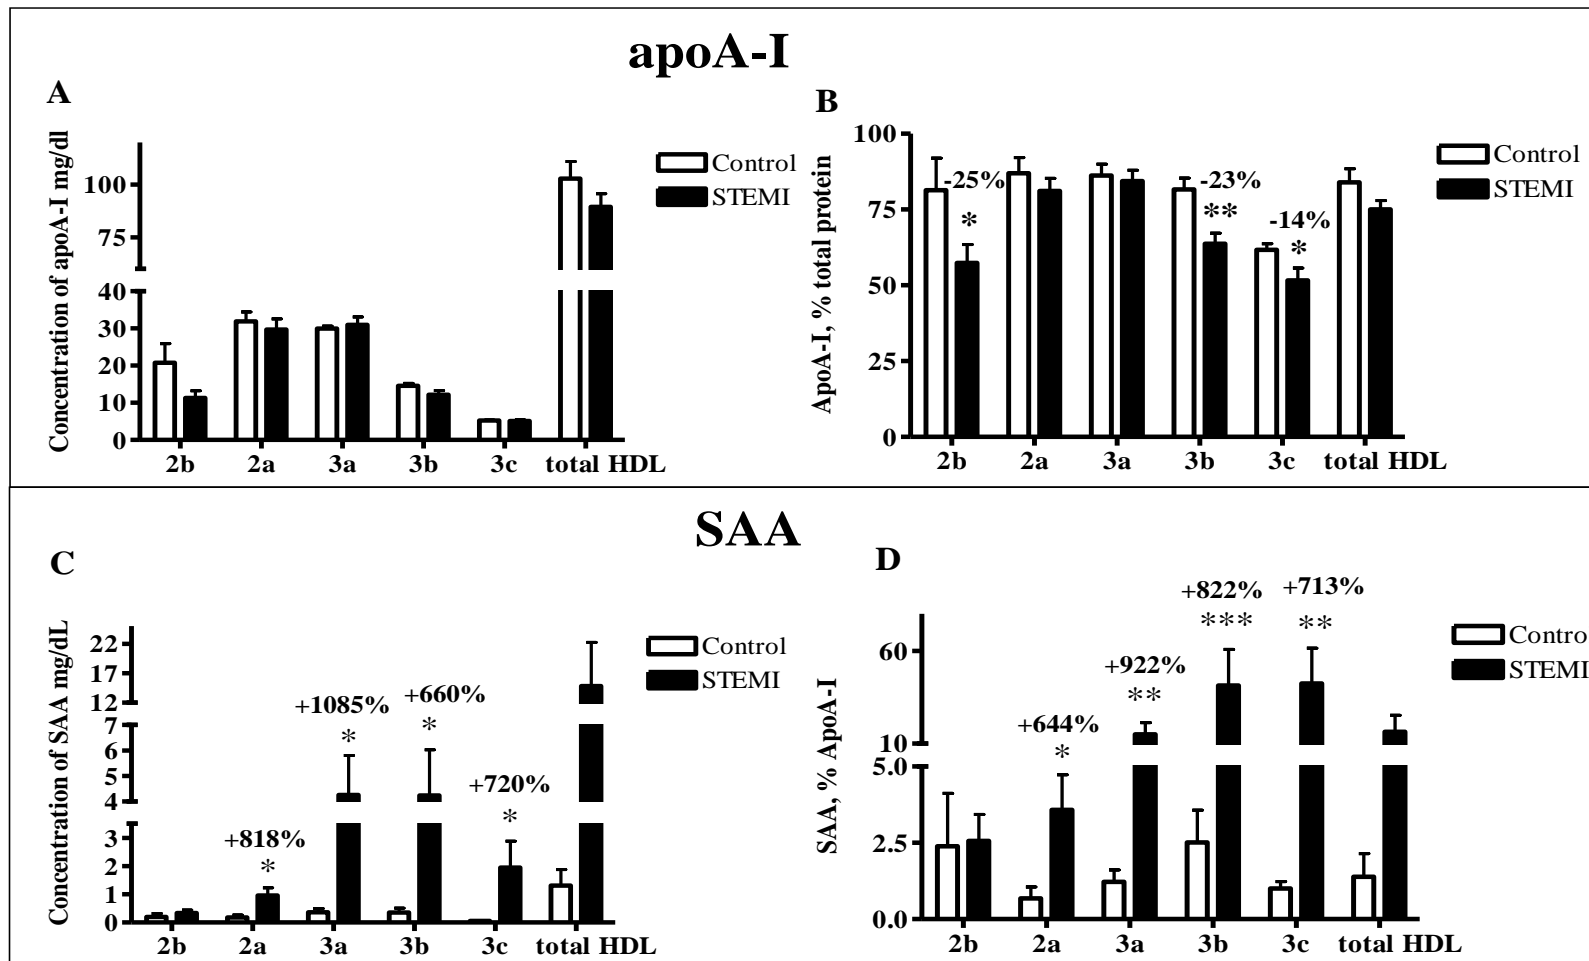 apoA-I
A
Concentration of apoA-I mg/dl
100
75
40
30
20
10
0
2b 2a 3a 3b 3c total HDL
Control
STEMI
B
ApoA-I, % total protein
100
75
50
25
0
-25%
*
-23%
**
-14%
*
2b 2a 3a 3b 3c total HDL
Control
STEMI
SAA
C
Concentration of SAA mg/dL
22
17
12
7
6
5
4
3
2
1
0
+818%
*
+1085%
*
+660%
*
+720%
*
2b 2a 3a 3b 3c total HDL
Control
STEMI
D
SAA, % ApoA-I
60
10
5.0
2.5
0.0
+644%
*
+922%
**
+822%
***
+713%
**
2b 2a 3a 3b 3c total HDL
Contro
STEMI